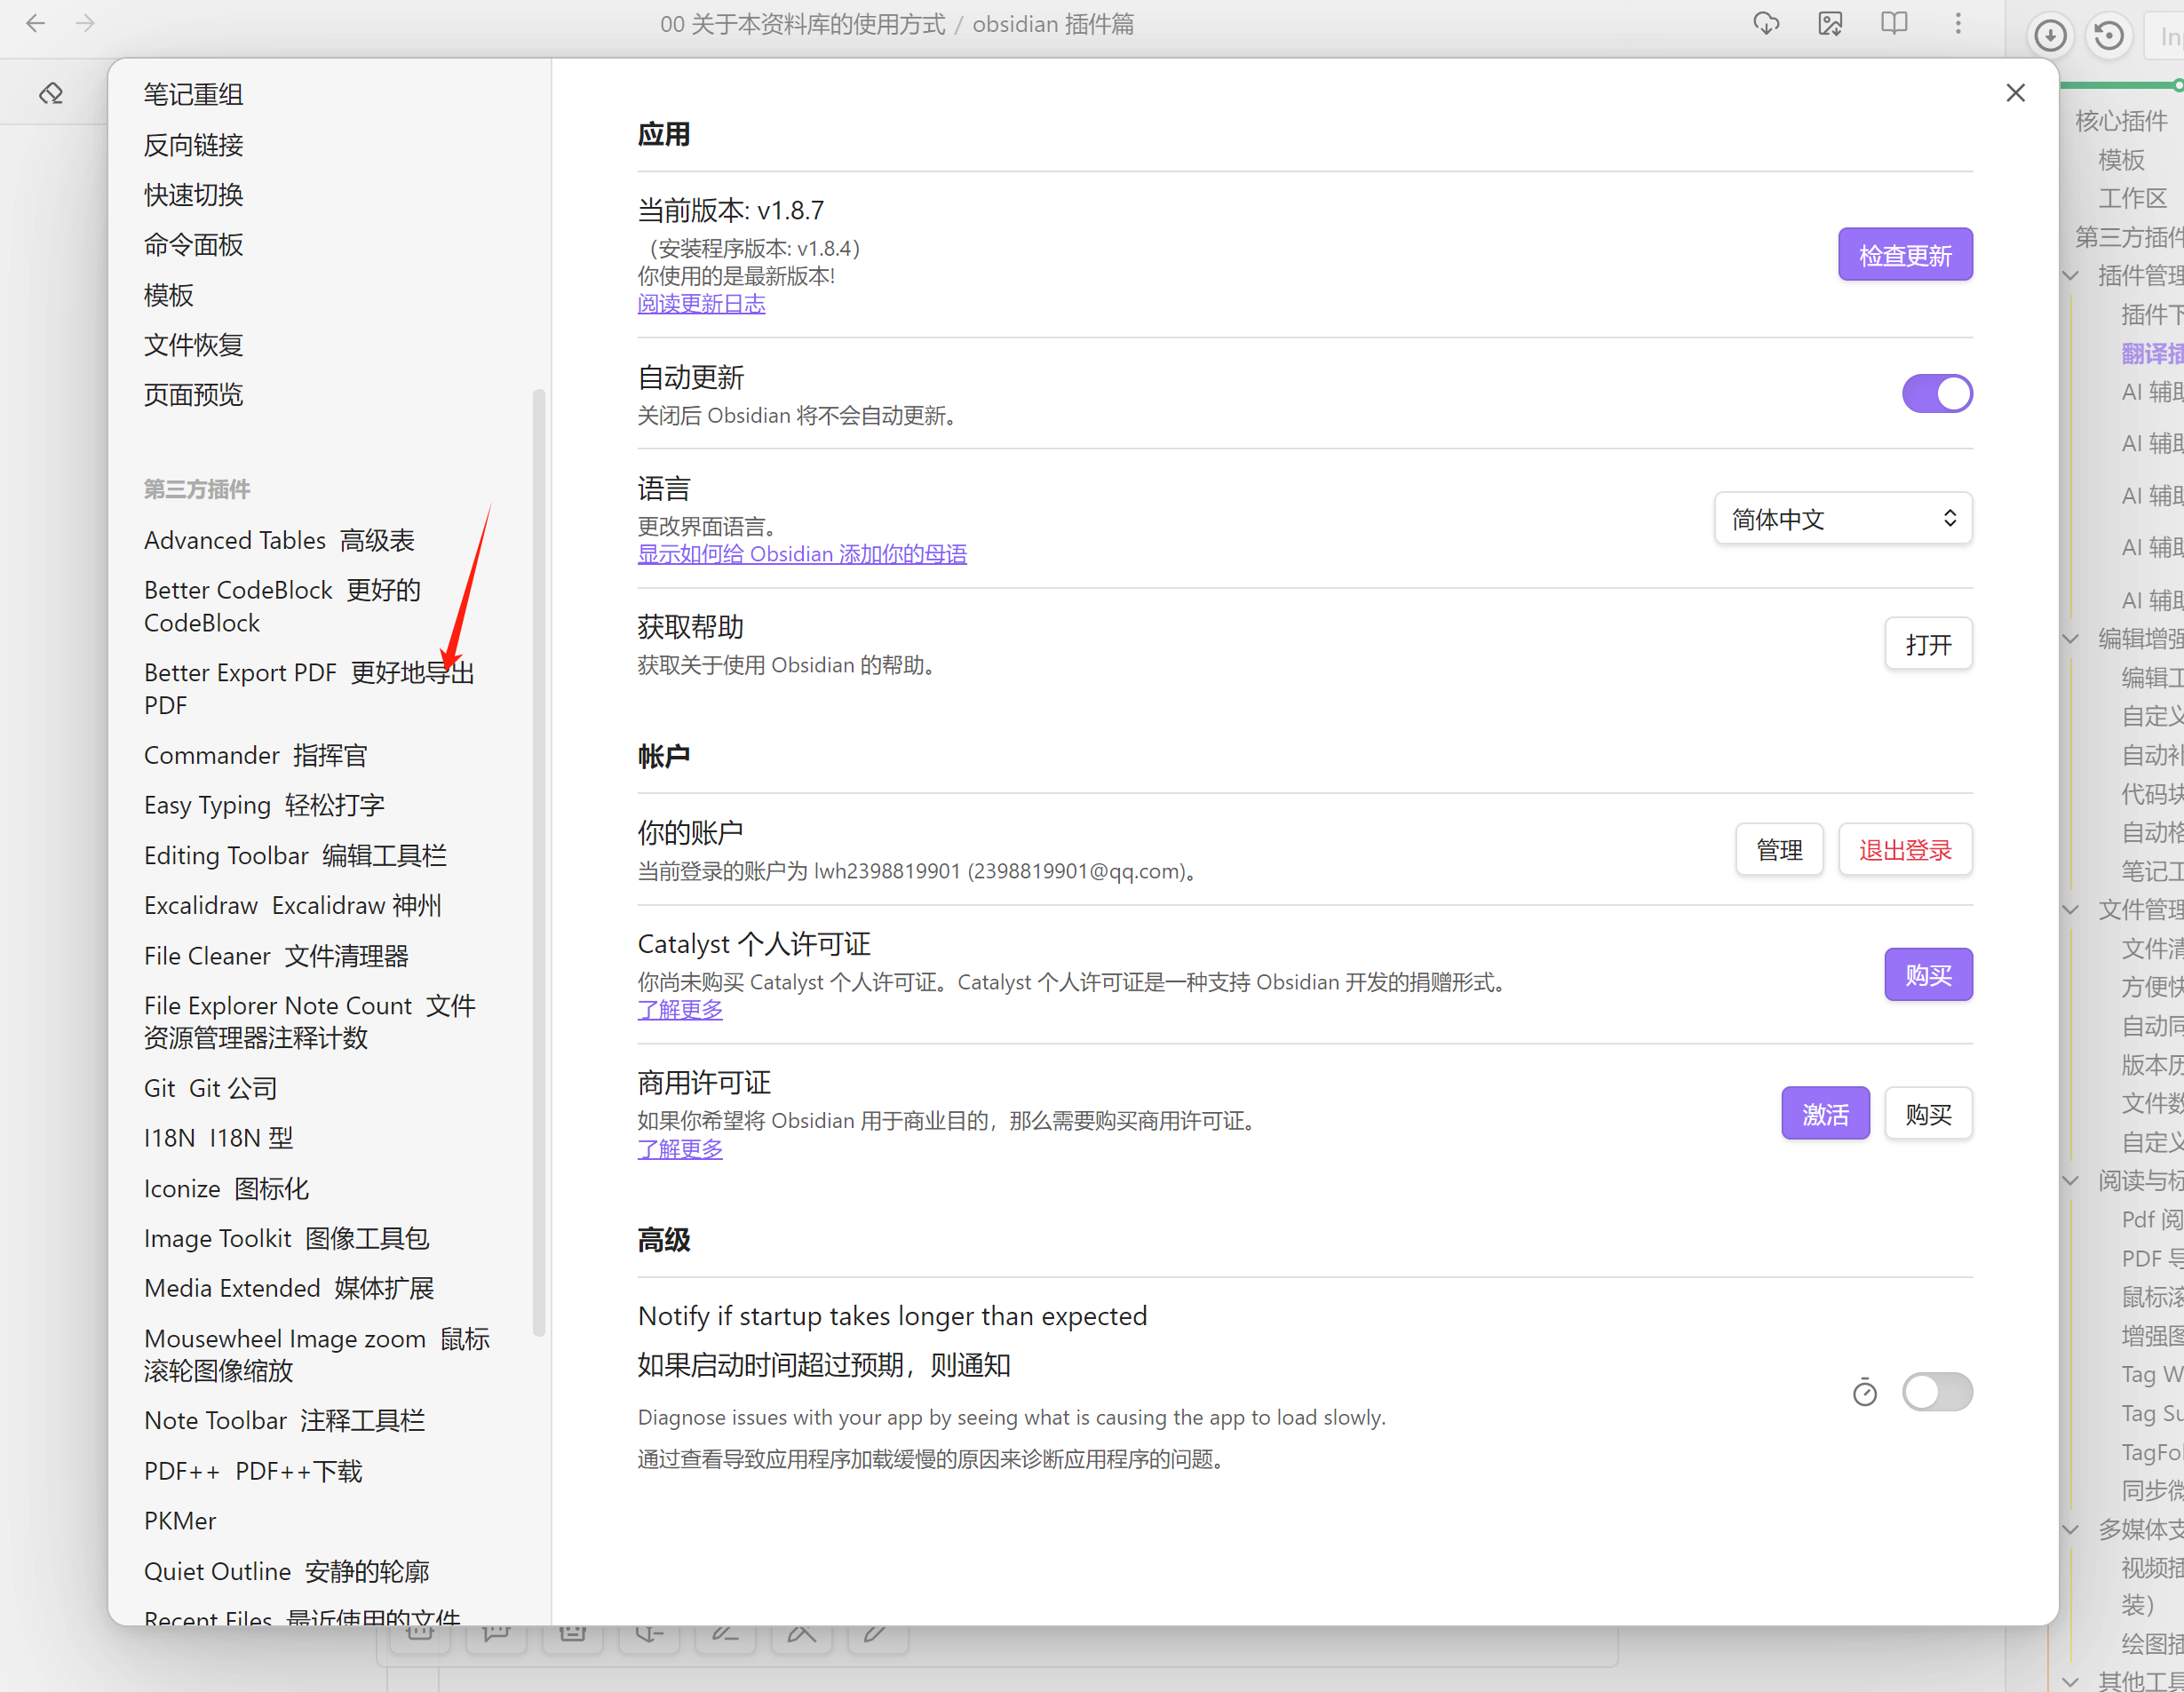 00 关于本资料库的使用方式 / obsidian 插件篇
笔记重组
反向链接
快速切换
命令面板
模板
文件恢复
页面预览
第三方插件
Advanced Tables 高级表
Better CodeBlock 更好的
CodeBlock
Better Export PDF 更好地导出
PDF
Commander 指挥官
Easy Typing 轻松打字
Editing Toolbar 编辑工具栏
Excalidraw Excalidraw 神州
File Cleaner 文件清理器
File Explorer Note Count 文件
资源管理器注释计数
Git Git 公司
I18N I18N 型
Iconize 图标化
Image Toolkit 图像工具包
Media Extended 媒体扩展
Mousewheel Image zoom 鼠标
滚轮图像缩放
Note Toolbar 注释工具栏
PDF++ PDF++下载
PKMer
Quiet Outline 安静的轮廓
Recent Files 最近使用的文件
应用
当前版本: v1.8.7
（安装程序版本: v1.8.4）
你使用的是最新版本!
阅读更新日志
检查更新
自动更新
关闭后 Obsidian 将不会自动更新。
语言
更改界面语言。
显示如何给 Obsidian 添加你的母语
简体中文
获取帮助
获取关于使用 Obsidian 的帮助。
打开
帐户
你的账户
当前登录的账户为 lwh2398819901 (2398819901@qq.com)。
管理
退出登录
Catalyst 个人许可证
你尚未购买 Catalyst 个人许可证。Catalyst 个人许可证是一种支持 Obsidian 开发的捐赠形式。
了解更多
购买
商用许可证
如果你希望将 Obsidian 用于商业目的，那么需要购买商用许可证。
了解更多
激活
购买
高级
Notify if startup takes longer than expected
如果启动时间超过预期，则通知
Diagnose issues with your app by seeing what is causing the app to load slowly.
通过查看导致应用程序加载缓慢的原因来诊断应用程序的问题。
核心插件
模板
工作区
第三方插件
插件管理
插件下
翻译插
AI 辅助
AI 辅助
AI 辅助
AI 辅助
AI 辅助
编辑增强
编辑工
自定义
自动补
代码块
自动格
笔记工
文件管理
文件清
方便快
自动同
版本历
文件数
自定义
阅读与标
Pdf 阅
PDF 导
鼠标滚
增强图
Tag W
Tag Su
TagFol
同步微
多媒体支
视频插
装）
绘图插
其他工具